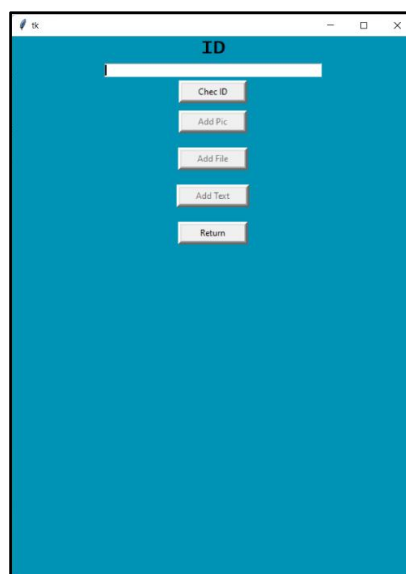 tk
ID
Chec ID
Add Pic
Add File
Add Text
Return